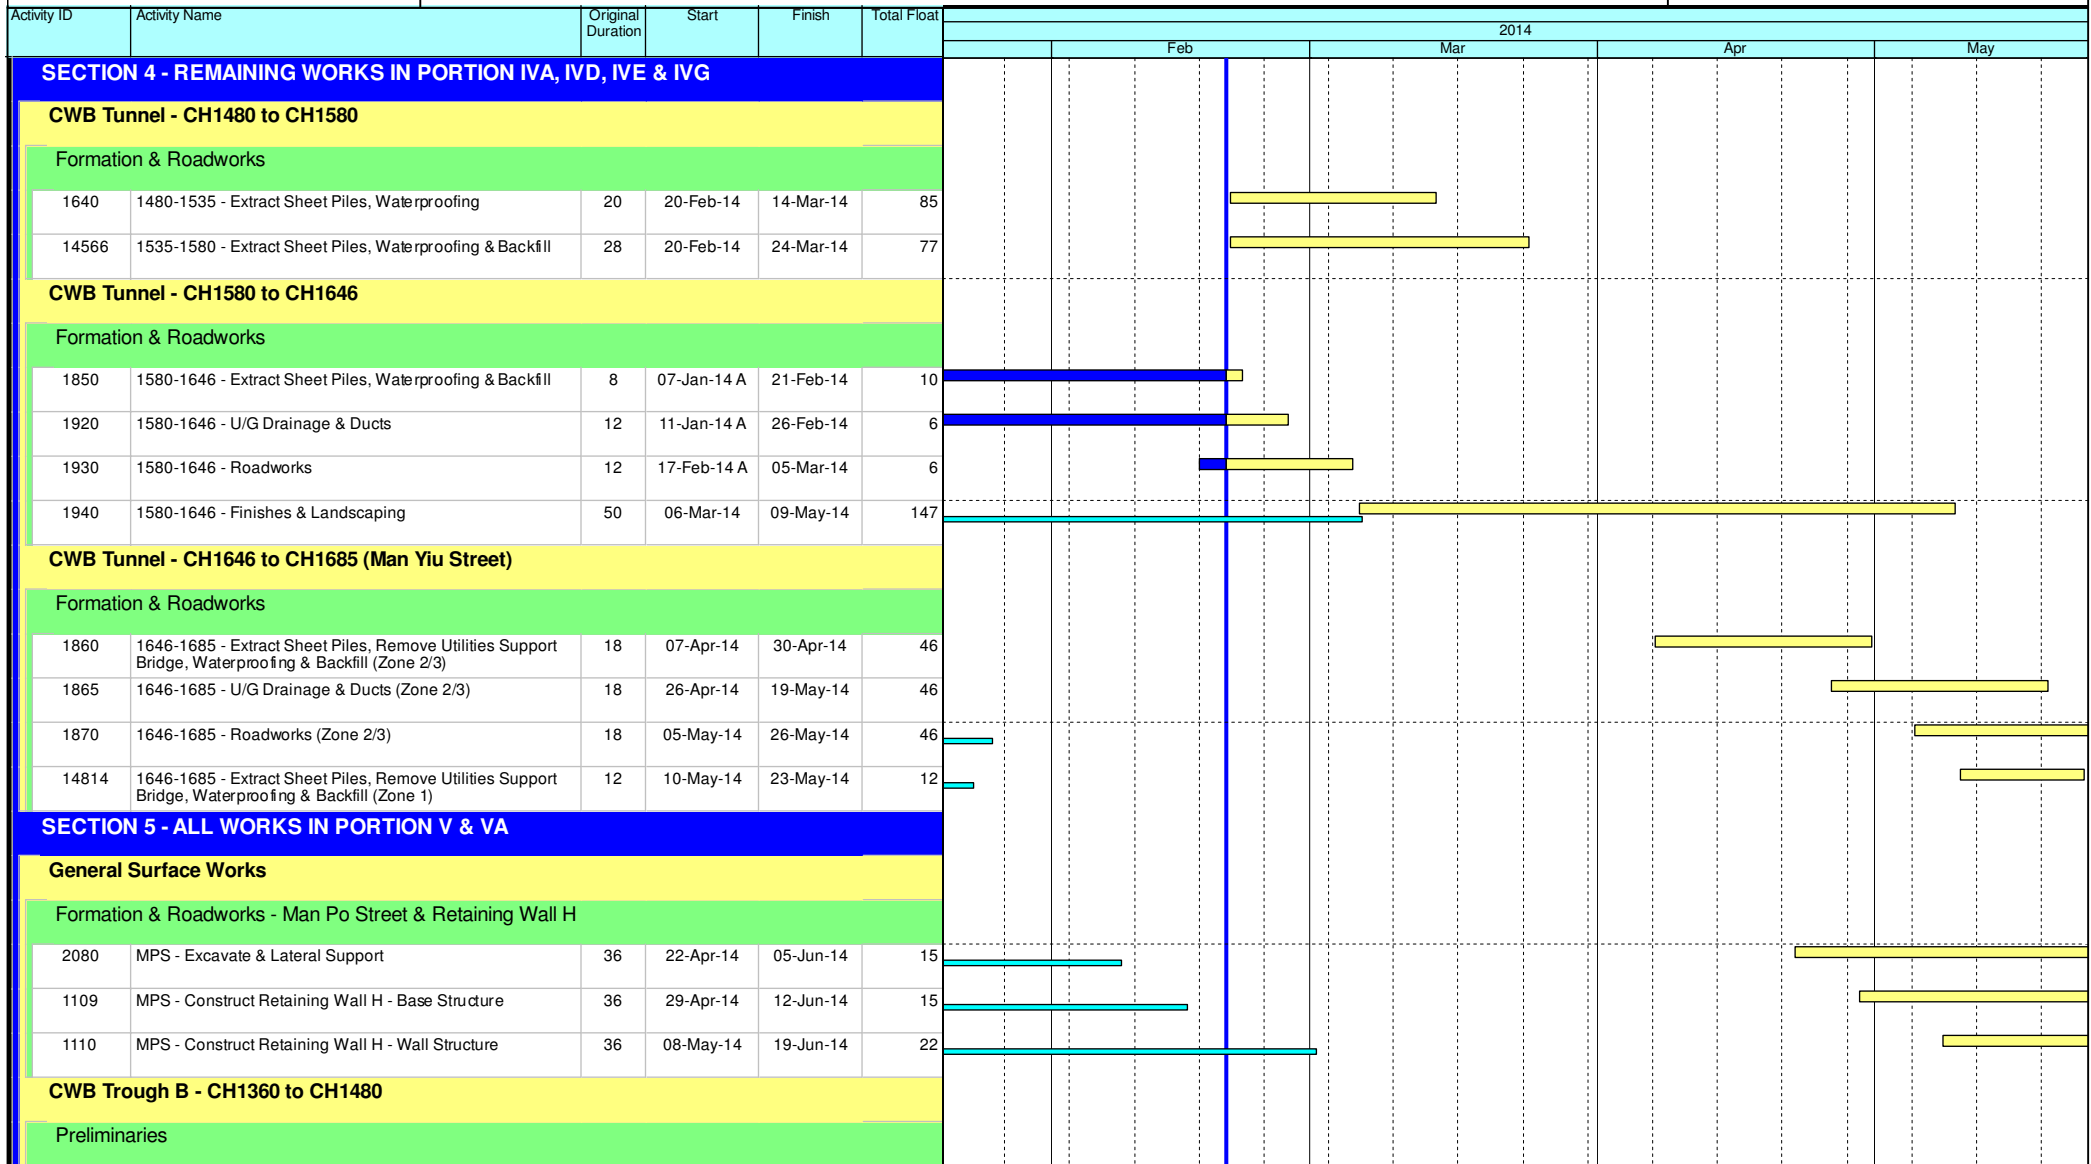 Activity ID Activity Name Original Duration Start Finish Total Float
2014
Feb Mar Apr May
SECTION 4 - REMAINING WORKS IN PORTION IVA, IVD, IVE & IVG
CWB Tunnel - CH1480 to CH1580
Formation & Roadworks
1640 1480-1535 - Extract Sheet Piles, Waterproofing 20 20-Feb-14 14-Mar-14 85
14566 1535-1580 - Extract Sheet Piles, Waterproofing & Backfill 28 20-Feb-14 24-Mar-14 77
CWB Tunnel - CH1580 to CH1646
Formation & Roadworks
1850 1580-1646 - Extract Sheet Piles, Waterproofing & Backfill 8 07-Jan-14 A 21-Feb-14 10
1920 1580-1646 - U/G Drainage & Ducts 12 11-Jan-14 A 26-Feb-14 6
1930 1580-1646 - Roadworks 12 17-Feb-14 A 05-Mar-14 6
1940 1580-1646 - Finishes & Landscaping 50 06-Mar-14 09-May-14 147
CWB Tunnel - CH1646 to CH1685 (Man Yiu Street)
Formation & Roadworks
1860 1646-1685 - Extract Sheet Piles, Remove Utilities Support 18 07-Apr-14 30-Apr-14 46
Bridge, Waterproofing & Backfill (Zone 2/3)
1865 1646-1685 - U/G Drainage & Ducts (Zone 2/3) 18 26-Apr-14 19-May-14 46
1870 1646-1685 - Roadworks (Zone 2/3) 18 05-May-14 26-May-14 46
14814 1646-1685 - Extract Sheet Piles, Remove Utilities Support 12 10-May-14 23-May-14 12
Bridge, Waterproofing & Backfill (Zone 1)
SECTION 5 - ALL WORKS IN PORTION V & VA
General Surface Works
Formation & Roadworks - Man Po Street & Retaining Wall H
2080 MPS - Excavate & Lateral Support 36 22-Apr-14 05-Jun-14 15
1109 MPS - Construct Retaining Wall H - Base Structure 36 29-Apr-14 12-Jun-14 15
1110 MPS - Construct Retaining Wall H - Wall Structure 36 08-May-14 19-Jun-14 22
CWB Trough B - CH1360 to CH1480
Preliminaries